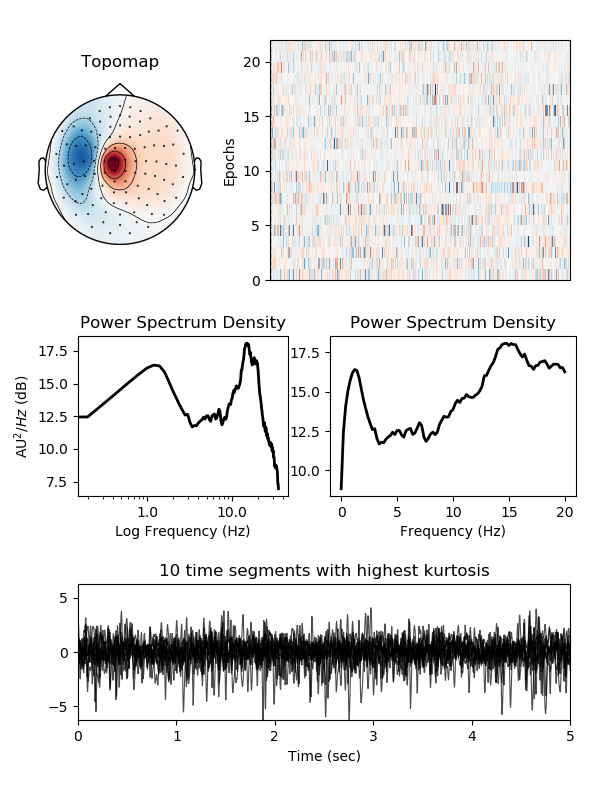 Topomap
Epochs
20
15
10
5
0
Power Spectrum Density
AU²/Hz (dB)
17.5
15.0
12.5
10.0
7.5
1.0 10.0
Log Frequency (Hz)
Power Spectrum Density
17.5
15.0
12.5
10.0
0 5 10 15 20
Frequency (Hz)
10 time segments with highest kurtosis
5
0
−5
0 1 2 3 4 5
Time (sec)